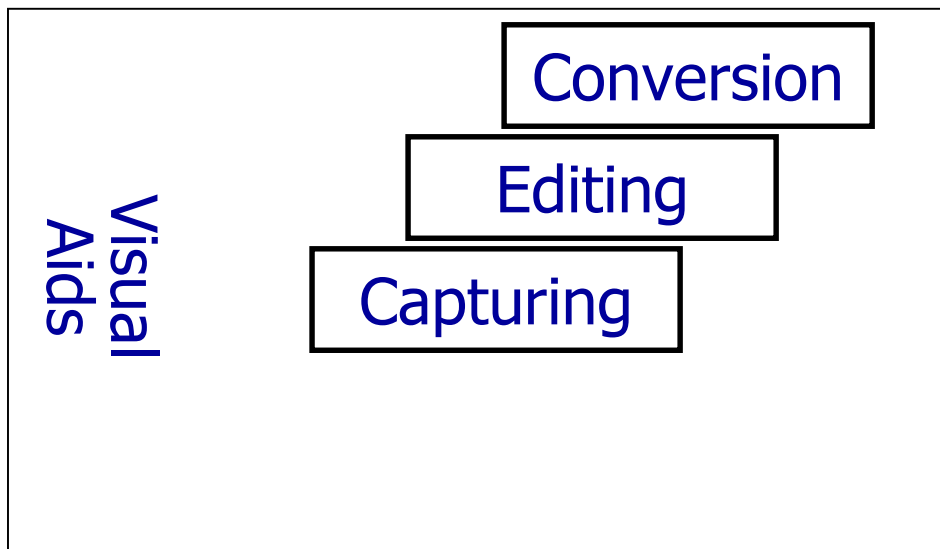 Conversion
Editing
Capturing
Visual
Aids